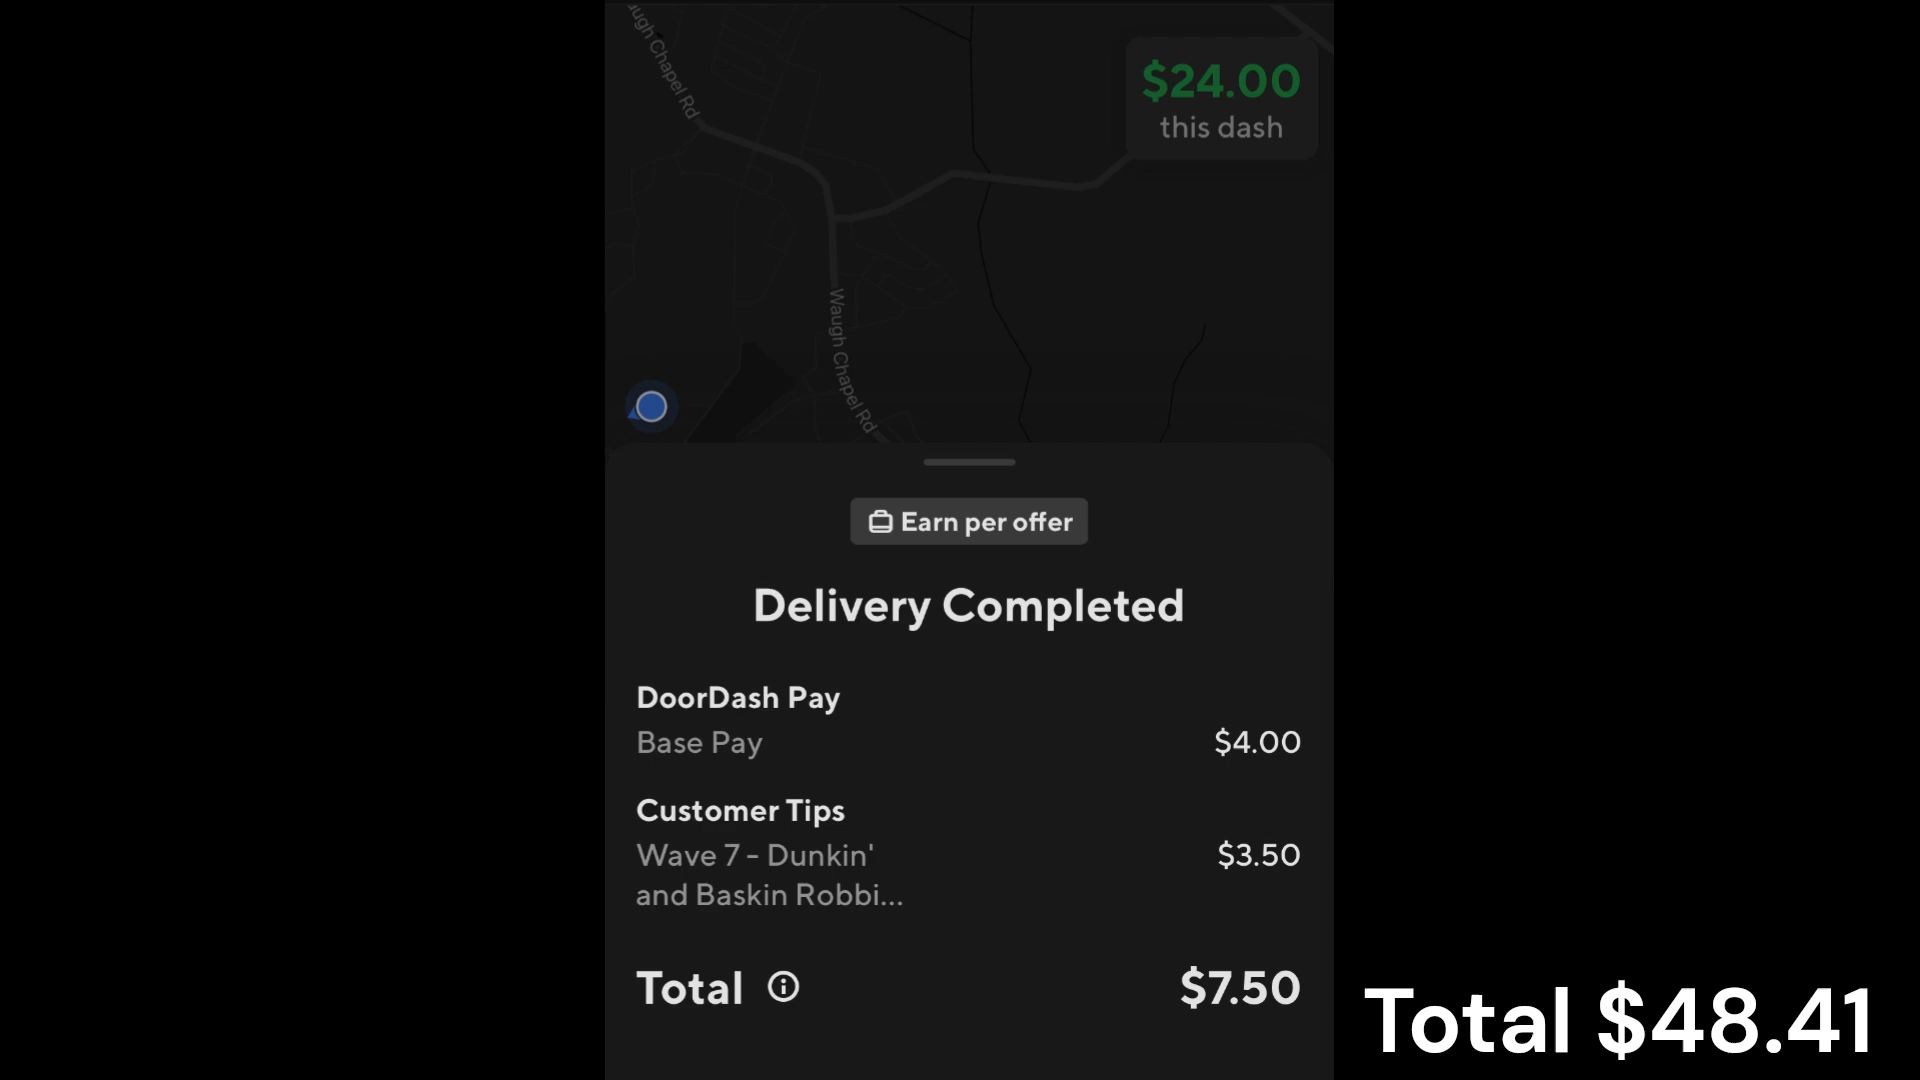 augh Chapel Rd
$24.00
this dash
Waugh Chapel Rd
Earn per offer
Delivery Completed
DoorDash Pay
Base Pay $4.00
Customer Tips
Wave 7 - Dunkin' $3.50
and Baskin Robbi...
Total $7.50
Total $48.41